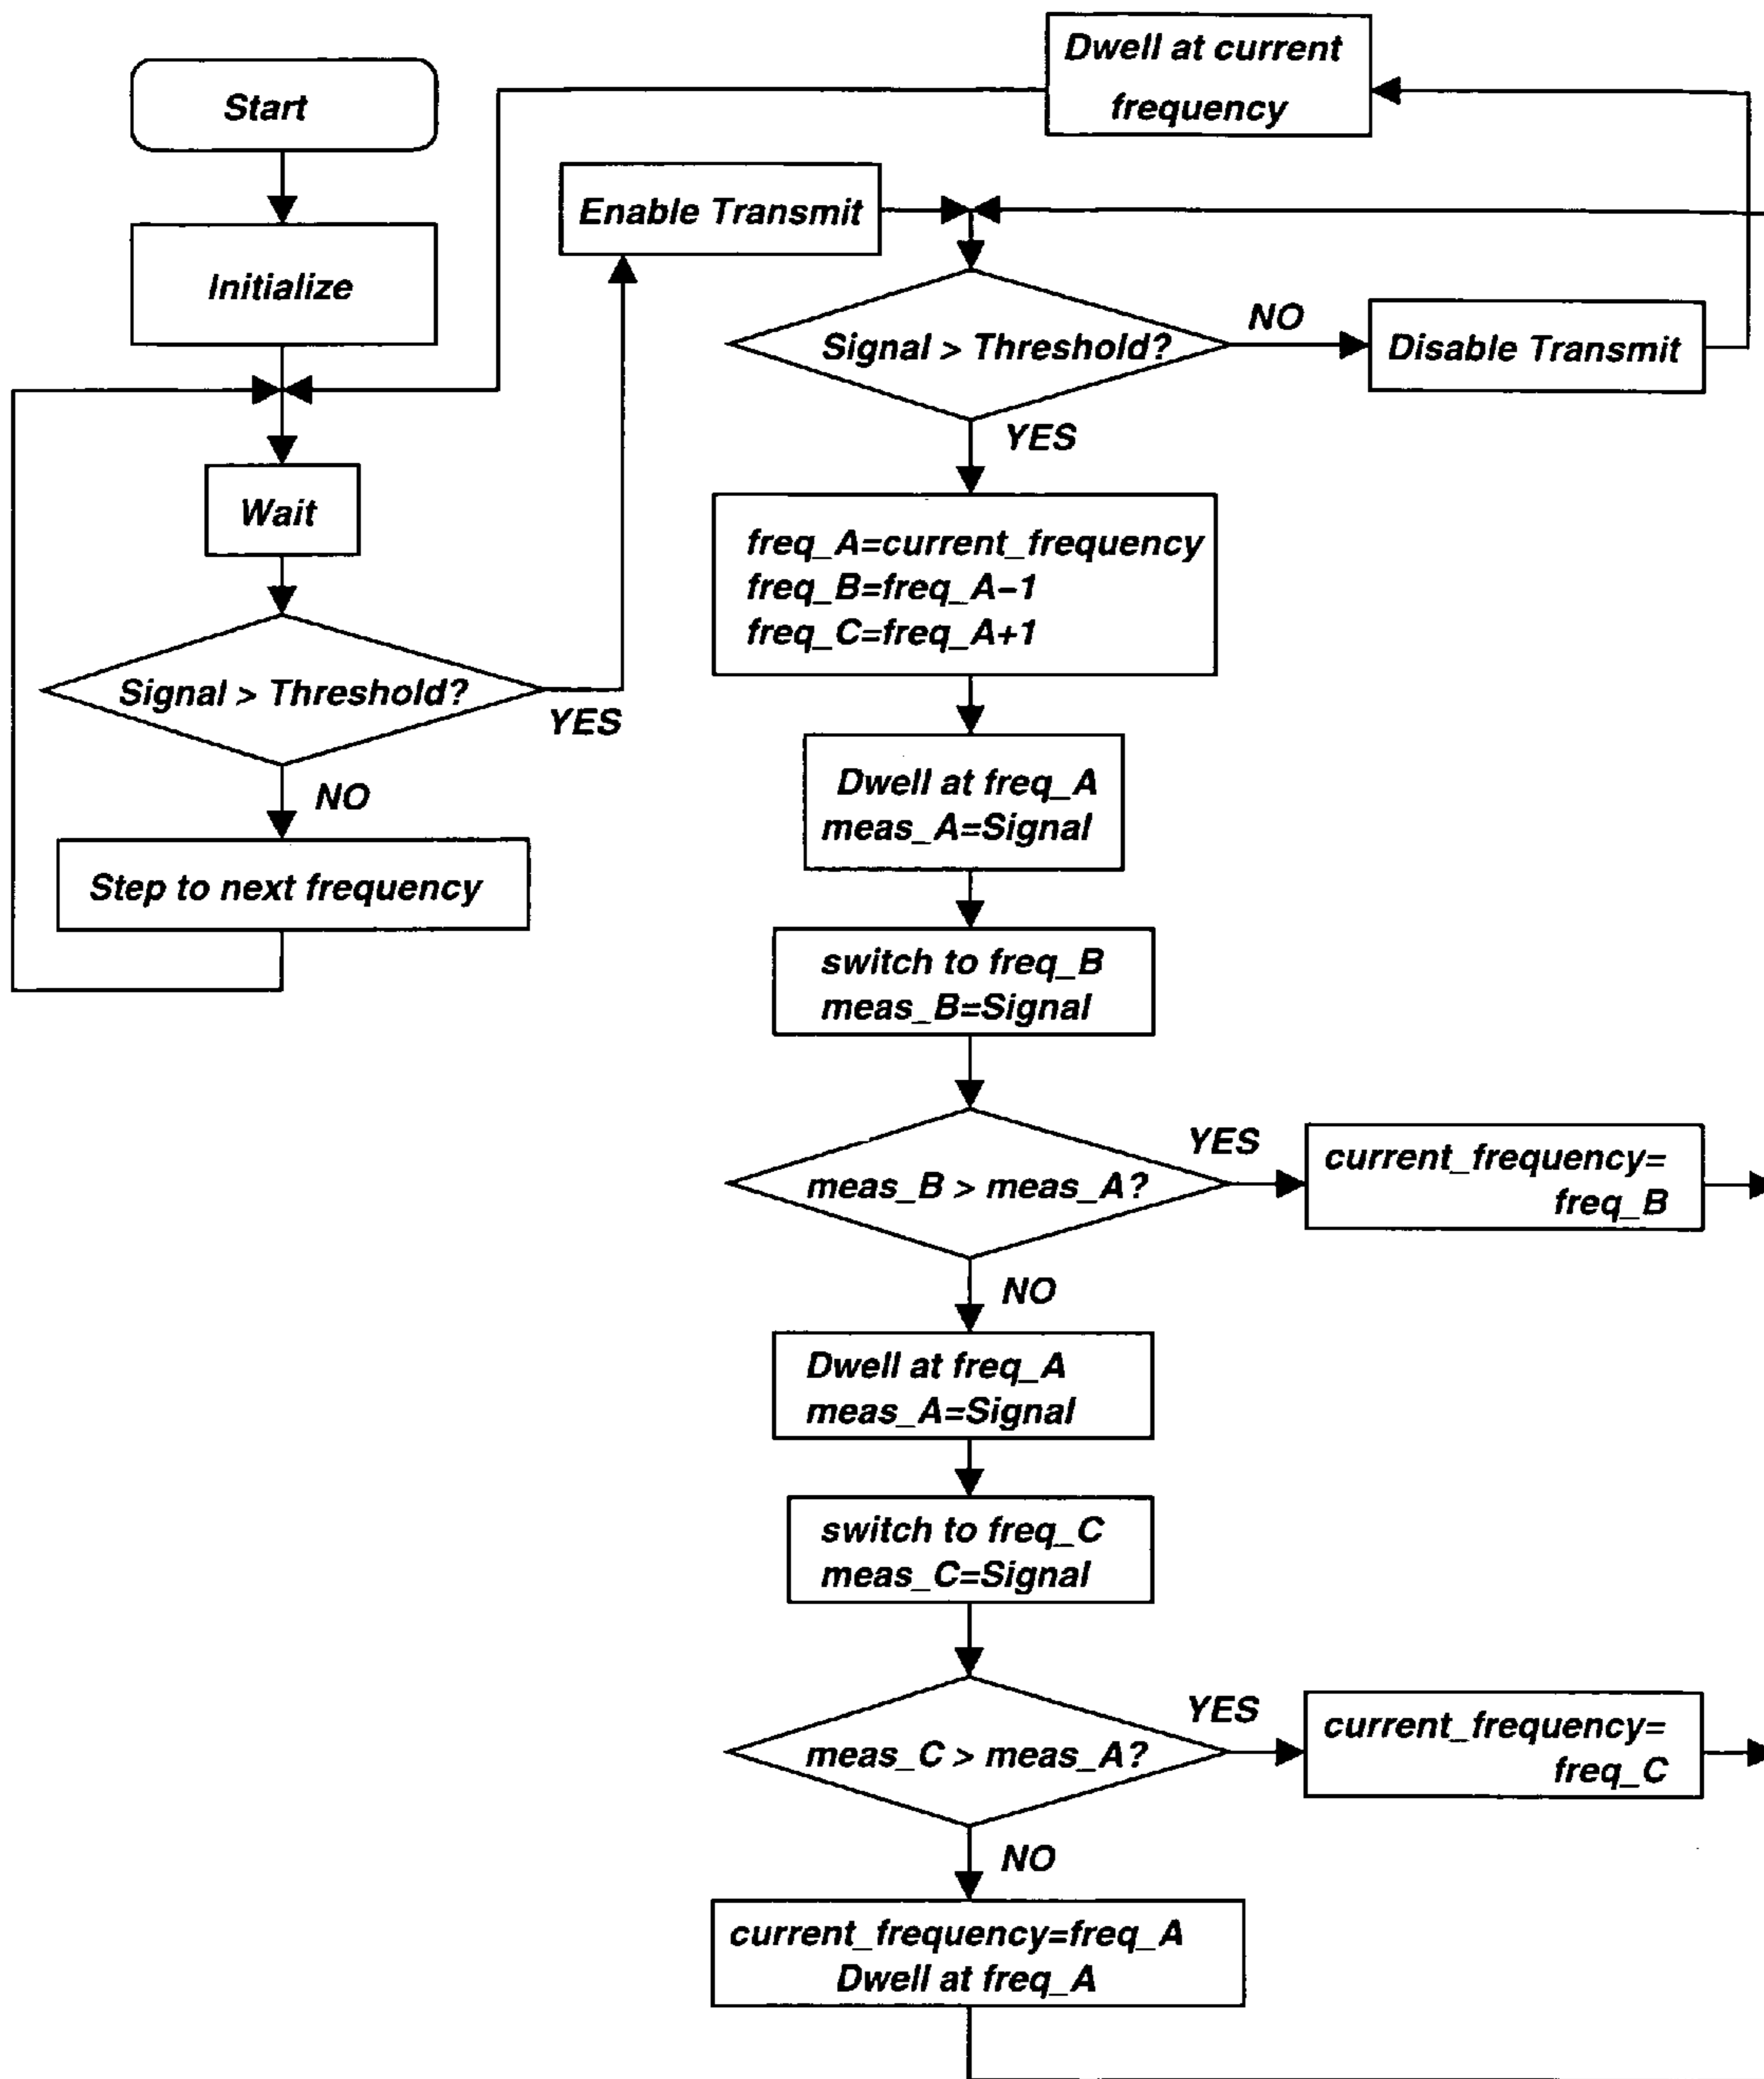 Start
Initialize
Wait
Signal > Threshold?
YES
NO
Step to next frequency
Dwell at current
frequency
Enable Transmit
Signal > Threshold?
NO
Disable Transmit
YES
freq_A=current_frequency
freq_B=freq_A−1
freq_C=freq_A+1
Dwell at freq_A
meas_A=Signal
switch to freq_B
meas_B=Signal
meas_B > meas_A?
YES
current_frequency=
freq_B
NO
Dwell at freq_A
meas_A=Signal
switch to freq_C
meas_C=Signal
meas_C > meas_A?
YES
current_frequency=
freq_C
NO
current_frequency=freq_A
Dwell at freq_A